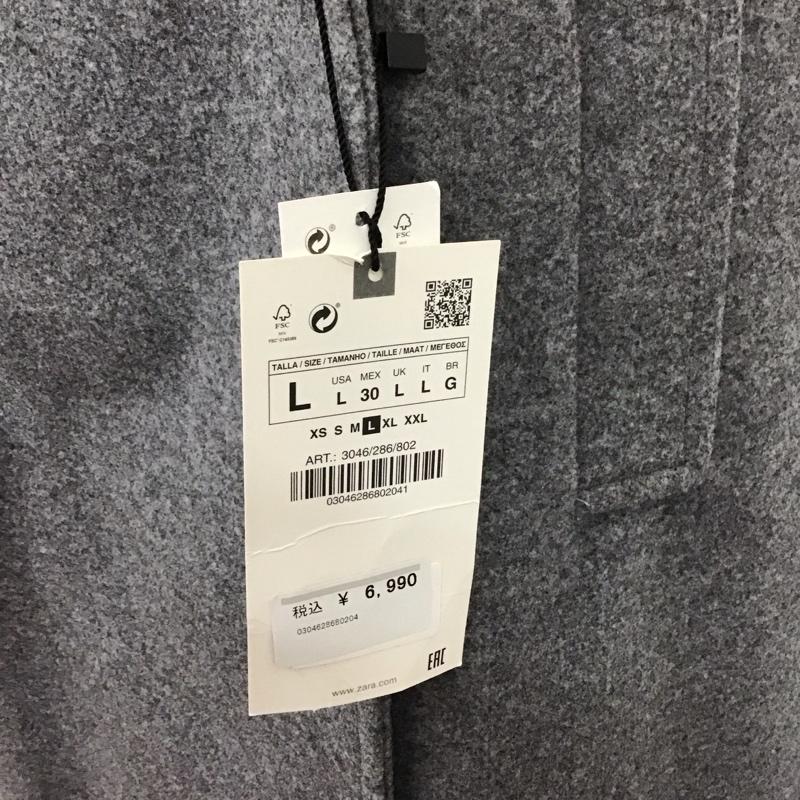 FSC
®
FSC
®
TALLA / SIZE / TAMANHO / TAILLE / MAAT / ΜΕΓΕΘΟΣ
L
USA MEX UK IT BR
L 30 L L G
XS S M L XL XXL
ART.: 3046/286/802
03046286802041
税込 ¥ 6,990
0304628680204
EAC
www.zara.com